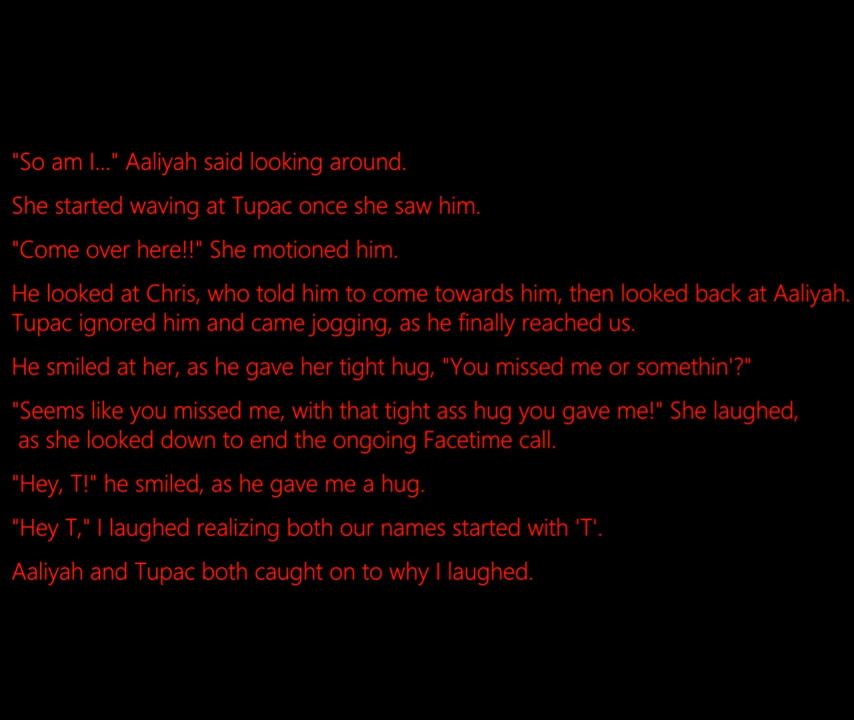 "So am I..." Aaliyah said looking around.
She started waving at Tupac once she saw him.
"Come over here!!" She motioned him.
He looked at Chris, who told him to come towards him, then looked back at Aaliyah.
Tupac ignored him and came jogging, as he finally reached us.
He smiled at her, as he gave her tight hug, "You missed me or somethin'?"
"Seems like you missed me, with that tight ass hug you gave me!" She laughed,
as she looked down to end the ongoing Facetime call.
"Hey, T!" he smiled, as he gave me a hug.
"Hey T," I laughed realizing both our names started with 'T'.
Aaliyah and Tupac both caught on to why I laughed.